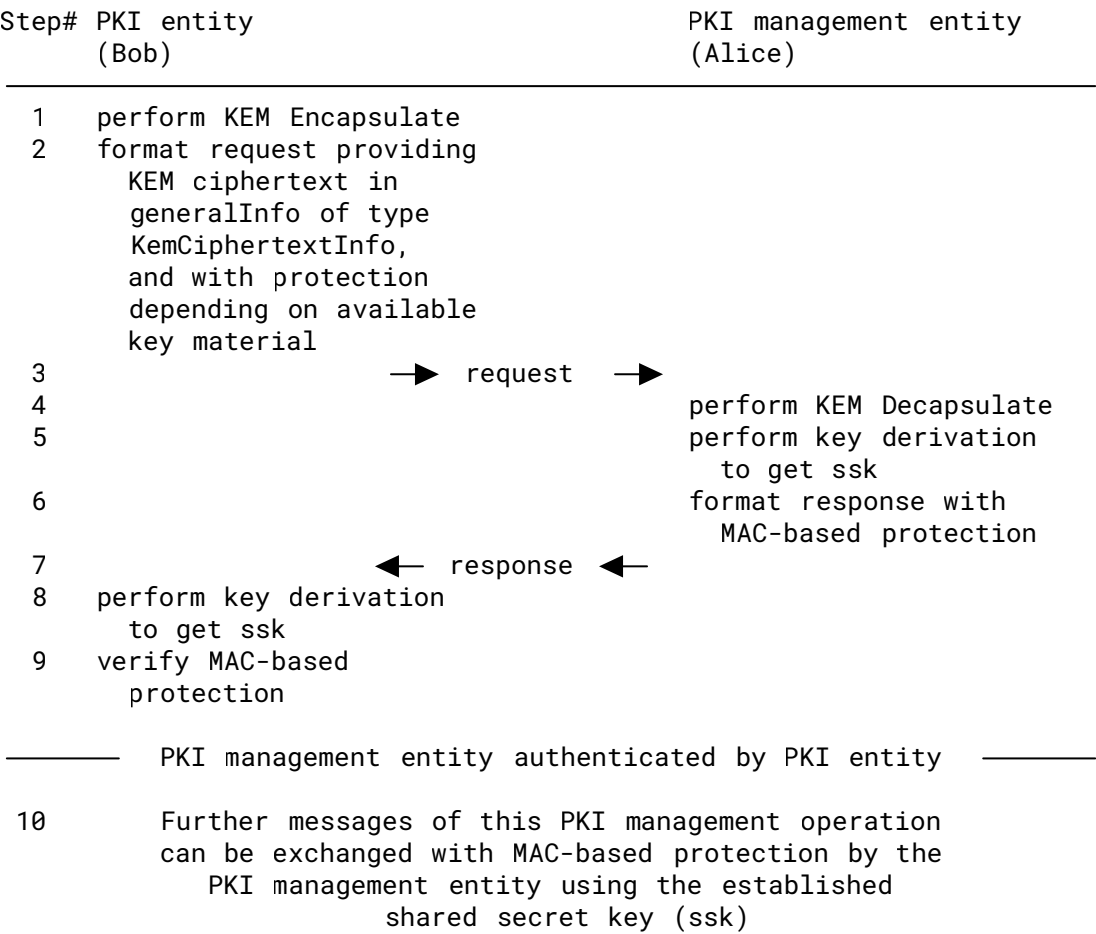 Step# PKI entity PKI management entity
(Bob) (Alice)
1 perform KEM Encapsulate
2 format request providing
KEM ciphertext in
generalInfo of type
KemCiphertextInfo,
and with protection
depending on available
key material
3 request
4 perform KEM Decapsulate
5 perform key derivation
to get ssk
6 format response with
MAC-based protection
7 response
8 perform key derivation
to get ssk
9 verify MAC-based
protection
PKI management entity authenticated by PKI entity
10 Further messages of this PKI management operation
can be exchanged with MAC-based protection by the
PKI management entity using the established
shared secret key (ssk)